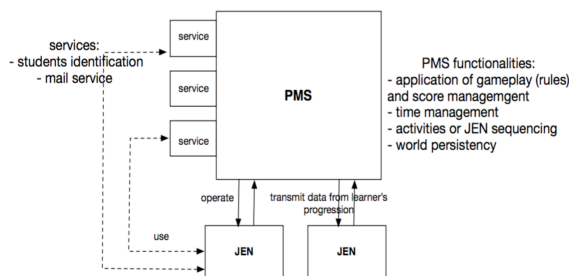 services:
- students identification
- mail service
service
service
service
PMS
PMS functionalities:
- application of gameplay (rules)
and score managemgent
- time management
- activities or JEN sequencing
- world persistency
operate
transmit data from learner's
progression
use
JEN
JEN